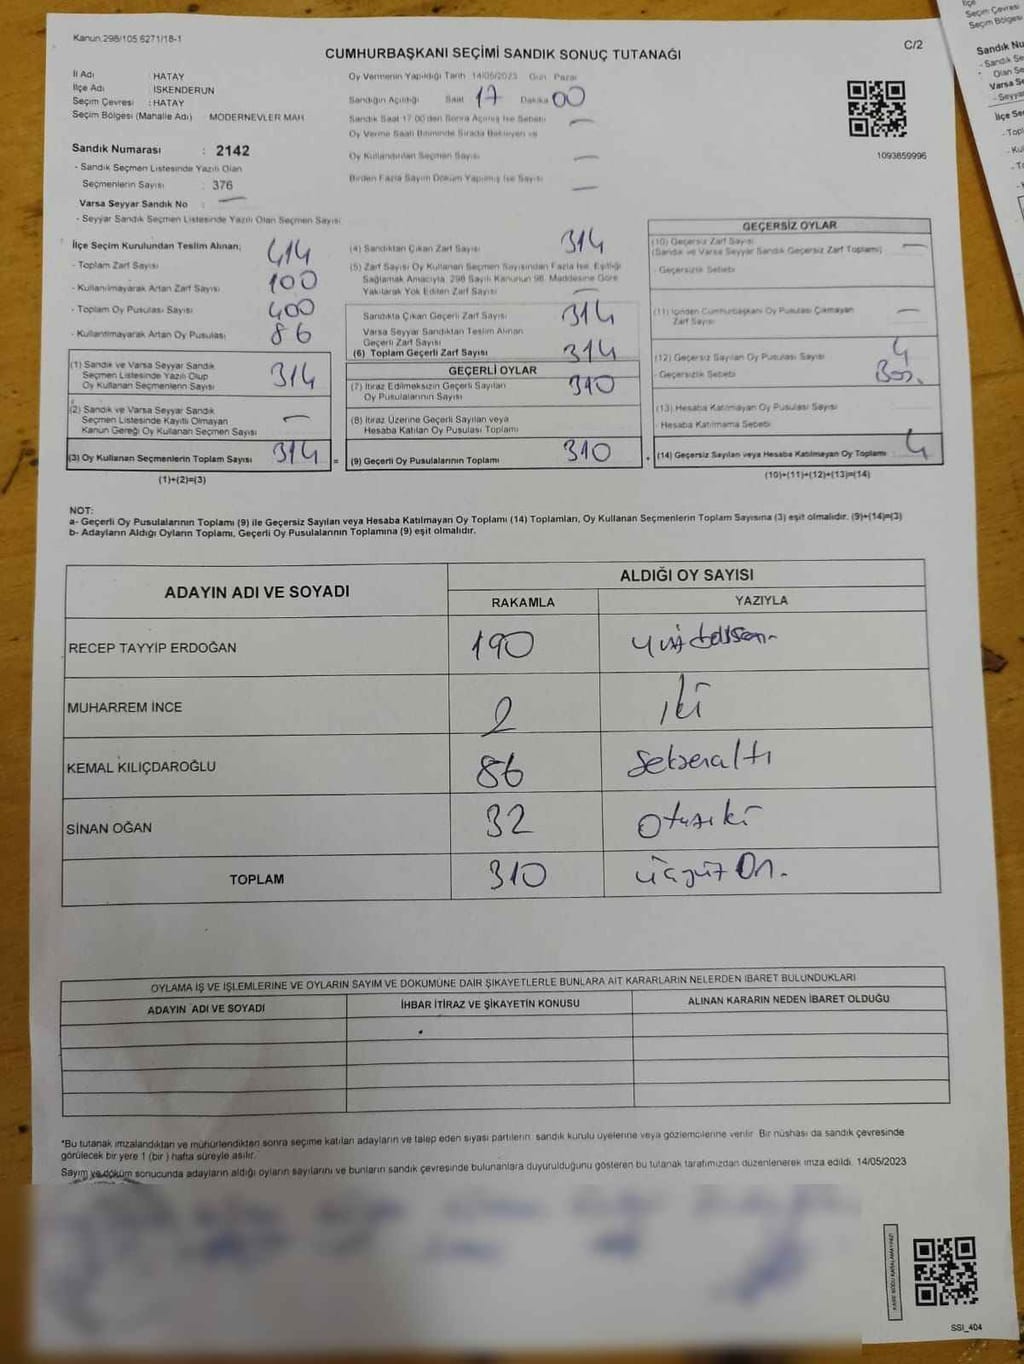 Kanun.298/105 6271/18-1
C/2
CUMHURBAŞKANI SEÇİMİ SANDIK SONUÇ TUTANAĞI
İl Adı : HATAY
İlçe Adı : İSKENDERUN
Seçim Çevresi : HATAY
Seçim Bölgesi (Mahalle Adı) MODERNEVLER MAH.
Oy Vermenin Yapıldığı Tarih 14/05/2023 Gün Pazar
Sandığın Açıldığı Saat 17 Dakika 00
Sandık Saat 17.00'den Sonra Açılmış İse Sebebi —
Oy Verme Saati Bitiminde Sırada Bekleyen ve
Oy Kullandırılan Seçmen Sayısı —
Birden Fazla Sayım Döküm Yapılmış İse Sayısı —
1093659996
Sandık Numarası : 2142
- Sandık Seçmen Listesinde Yazılı Olan
Seçmenlerin Sayısı : 376
Varsa Seyyar Sandık No : —
- Seyyar Sandık Seçmen Listesinde Yazılı Olan Seçmen Sayısı
İlçe Seçim Kurulundan Teslim Alınan;
- Toplam Zarf Sayısı 414
- Kullanılmayarak Artan Zarf Sayısı 100
- Toplam Oy Pusulası Sayısı 400
- Kullanılmayarak Artan Oy Pusulası 86
(1) Sandık ve Varsa Seyyar Sandık
Seçmen Listesinde Yazılı Olup
Oy Kullanan Seçmenlerin Sayısı 314
(2) Sandık ve Varsa Seyyar Sandık
Seçmen Listesinde Kayıtlı Olmayan
Kanun Gereği Oy Kullanan Seçmen Sayısı —
(3) Oy Kullanan Seçmenlerin Toplam Sayısı 314 =
(1)+(2)=(3)
(4) Sandıktan Çıkan Zarf Sayısı 314
(5) Zarf Sayısı Oy Kullanan Seçmen Sayısından Fazla İse, Eşitliği
Sağlamak Amacıyla, 298 Sayılı Kanunun 98. Maddesine Göre
Yakılarak Yok Edilen Zarf Sayısı —
Sandıkta Çıkan Geçerli Zarf Sayısı 314
Varsa Seyyar Sandıktan Teslim Alınan
Geçerli Zarf Sayısı
(6) Toplam Geçerli Zarf Sayısı 314
GEÇERLİ OYLAR
(7) İtiraz Edilmeksizin Geçerli Sayılan
Oy Pusulalarının Sayısı 310
(8) İtiraz Üzerine Geçerli Sayılan veya
Hesaba Katılan Oy Pusulası Toplamı
(9) Geçerli Oy Pusulalarının Toplamı 310
GEÇERSİZ OYLAR
(10) Geçersiz Zarf Sayısı —
(Sandık ve Varsa Seyyar Sandık Geçersiz Zarf Toplamı)
- Geçersizlik Sebebi
(11) İçinden Cumhurbaşkanı Oy Pusulası Çıkmayan
Zarf Sayısı —
(12) Geçersiz Sayılan Oy Pusulası Sayısı 4
- Geçersizlik Sebebi Boş.
(13) Hesaba Katılmayan Oy Pusulası Sayısı
- Hesaba Katılmama Sebebi
(14) Geçersiz Sayılan veya Hesaba Katılmayan Oy Toplamı 4
(10)+(11)+(12)+(13)=(14)
NOT:
a- Geçerli Oy Pusulalarının Toplamı (9) ile Geçersiz Sayılan veya Hesaba Katılmayan Oy Toplamı (14) Toplamları, Oy Kullanan Seçmenlerin Toplam Sayısına (3) eşit olmalıdır. (9)+(14)=(3)
b- Adayların Aldığı Oyların Toplamı, Geçerli Oy Pusulalarının Toplamına (9) eşit olmalıdır.
ADAYIN ADI VE SOYADI
ALDIĞI OY SAYISI
RAKAMLA YAZIYLA
RECEP TAYYİP ERDOĞAN 190
MUHARREM İNCE 2 iki
KEMAL KILIÇDAROĞLU 86 Seksenaltı
SİNAN OĞAN 32 Otuziki
TOPLAM 310 üçyüz On.
OYLAMA İŞ VE İŞLEMLERİNE VE OYLARIN SAYIM VE DÖKÜMÜNE DAİR ŞİKAYETLERLE BUNLARA AİT KARARLARIN NELERDEN İBARET BULUNDUKLARI
ADAYIN ADI VE SOYADI İHBAR İTİRAZ VE ŞİKAYETİN KONUSU ALINAN KARARIN NEDEN İBARET OLDUĞU
*Bu tutanak imzalandıktan ve mühürlendikten sonra seçime katılan adayların ve talep eden siyasi partilerin sandık kurulu üyelerine veya gözlemcilerine verilir. Bir nüshası da sandık çevresinde
görülecek bir yere 1 (bir) hafta süreyle asılır.
Sayım ve döküm sonucunda adayların aldığı oyların sayılarını ve bunların sandık çevresinde bulunanlara duyurulduğunu gösteren bu tutanak tarafımızdan düzenlenerek imza edildi. 14/05/2023
SSI_404